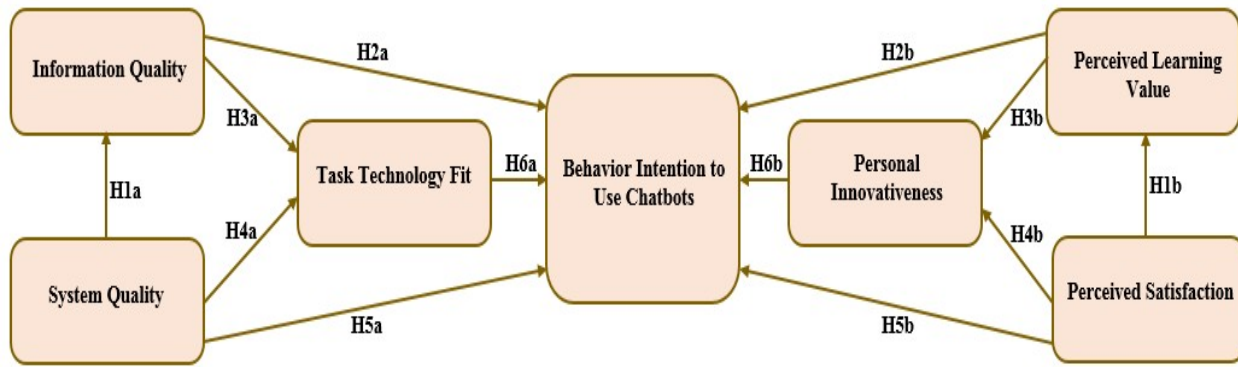 Information Quality
H2a
H3a
H1a
H4a
System Quality
H5a
Task Technology Fit
H6a
Behavior Intention to
Use Chatbots
H6b
Personal
Innovativeness
H2b
H3b
Perceived Learning
Value
H1b
H4b
Perceived Satisfaction
H5b